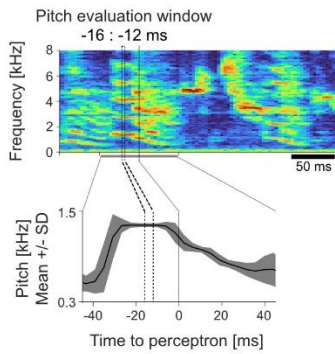 Pitch evaluation window
-16 : -12 ms
Frequency [kHz]
8
6
4
2
0
50 ms
Pitch [kHz]
Mean +/- SD
1.5
0.3
-40 -20 0 20 40
Time to perceptron [ms]